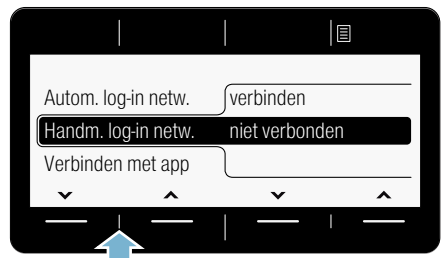 Autom. log-in netw. verbinden
Handm. log-in netw. niet verbonden
Verbinden met app